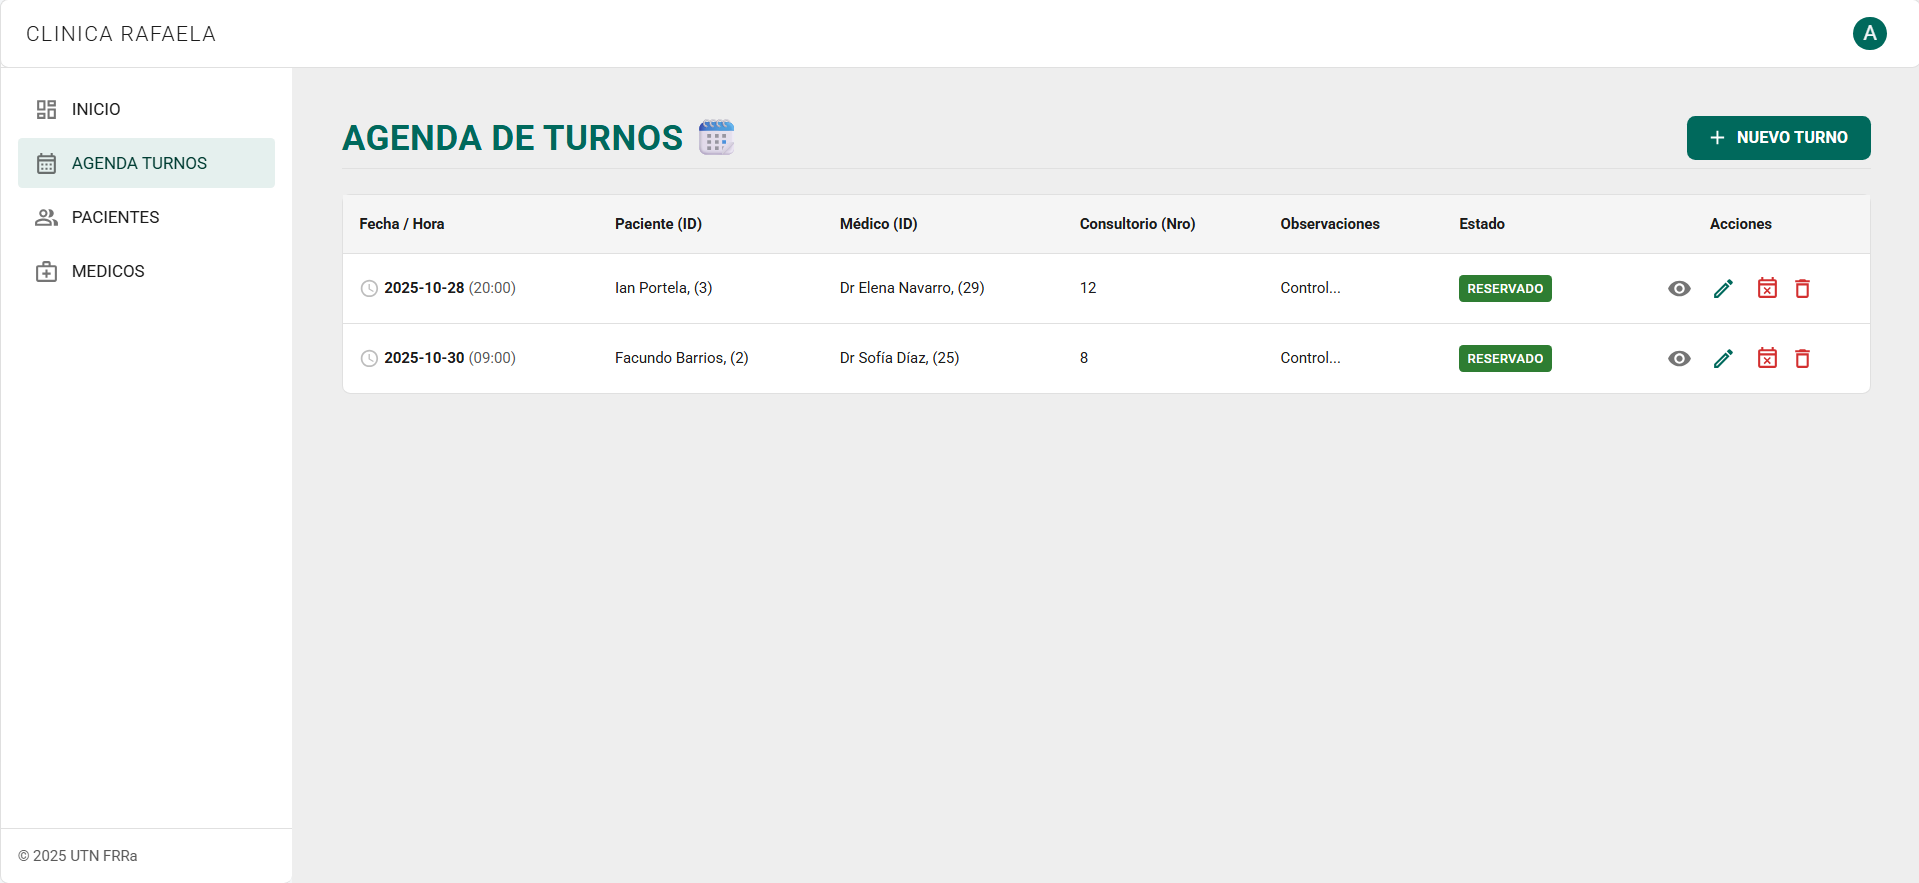 CLINICA RAFAELA
A
INICIO
AGENDA TURNOS
PACIENTES
MEDICOS
AGENDA DE TURNOS
+ NUEVO TURNO
Fecha / Hora Paciente (ID) Médico (ID) Consultorio (Nro) Observaciones Estado Acciones
2025-10-28 (20:00) Ian Portela, (3) Dr Elena Navarro, (29) 12 Control... RESERVADO
2025-10-30 (09:00) Facundo Barrios, (2) Dr Sofía Díaz, (25) 8 Control... RESERVADO
© 2025 UTN FRRa